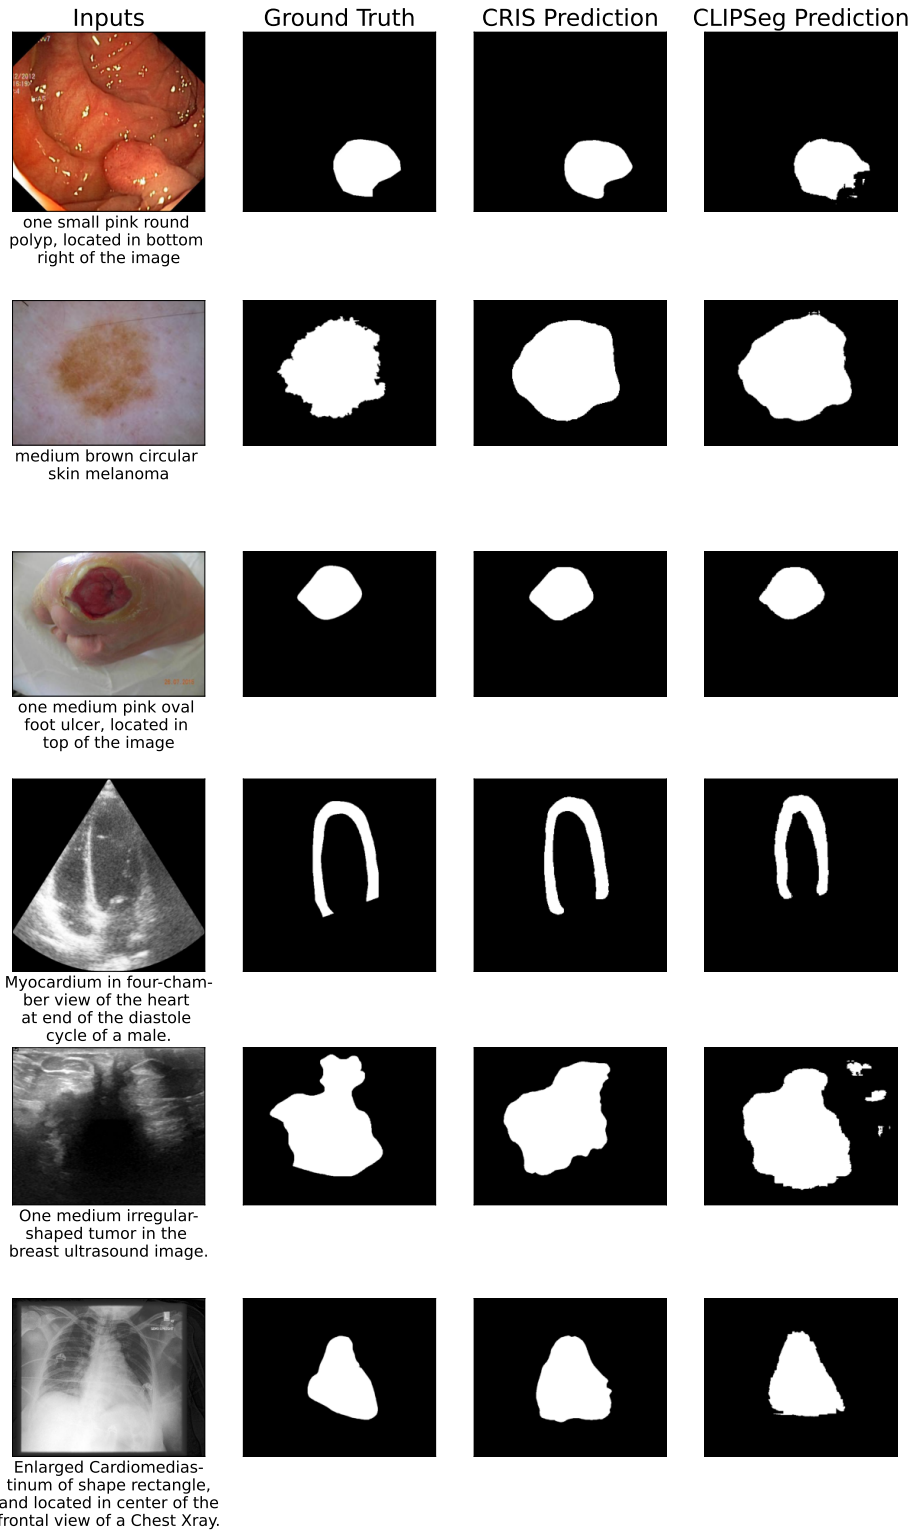 Inputs
Ground Truth
CRIS Prediction
CLIPSeg Prediction
2/2012
one small pink round
polyp, located in bottom
right of the image
medium brown circular
skin melanoma
one medium pink oval
foot ulcer, located in
top of the image
Myocardium in four-cham-
ber view of the heart
at end of the diastole
cycle of a male.
One medium irregular-
shaped tumor in the
breast ultrasound image.
Enlarged Cardiomedias-
tinum of shape rectangle,
and located in center of the
frontal view of a Chest Xray.